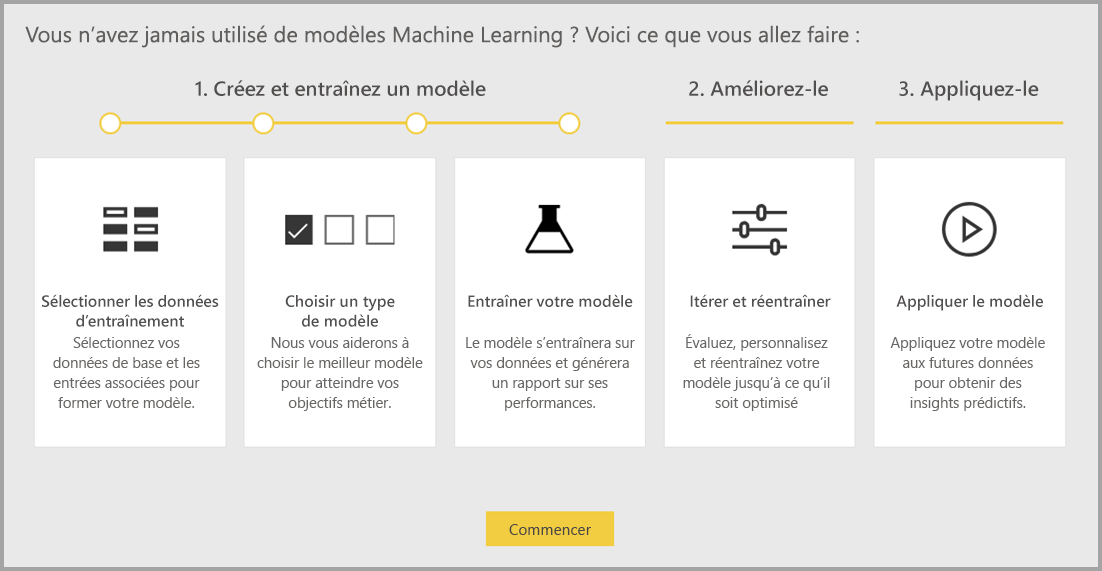 Vous n’avez jamais utilisé de modèles Machine Learning ? Voici ce que vous allez faire :
1. Créez et entraînez un modèle
2. Améliorez-le
3. Appliquez-le
Sélectionner les données
d’entraînement
Sélectionnez vos
données de base et les
entrées associées pour
former votre modèle.
Choisir un type
de modèle
Nous vous aiderons à
choisir le meilleur modèle
pour atteindre vos
objectifs métier.
Entraîner votre modèle
Le modèle s’entraînera sur
vos données et générera
un rapport sur ses
performances.
Itérer et réentraîner
Évaluez, personnalisez
et réentraînez votre
modèle jusqu’à ce qu’il
soit optimisé
Appliquer le modèle
Appliquez votre modèle
aux futures données
pour obtenir des
insights prédictifs.
Commencer